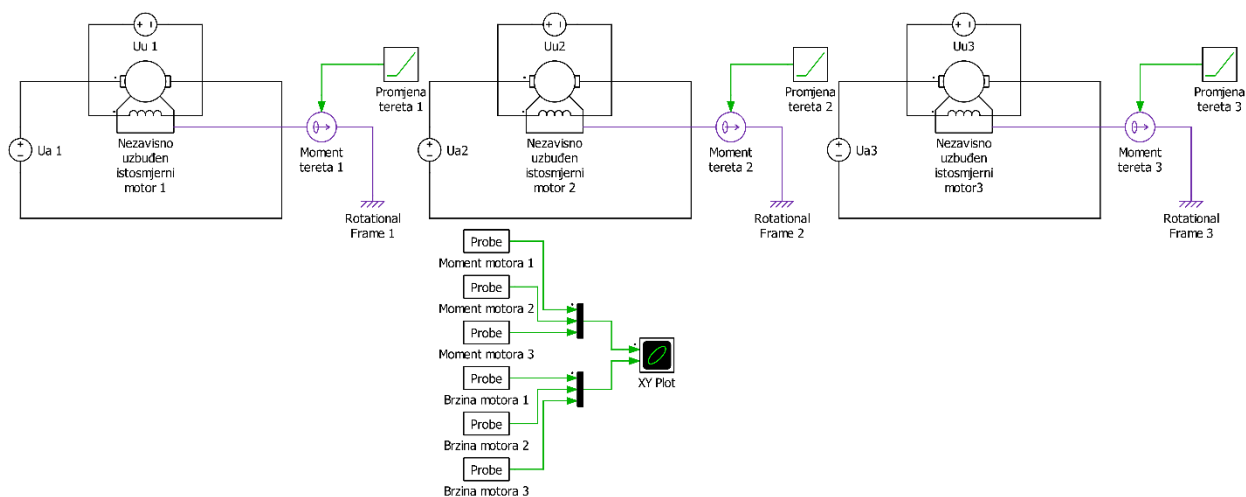 Uu 1
Promjena
tereta 1
Ua 1
Nezavisno
uzbuđen
istosmjerni
motor 1
Moment
tereta 1
Rotational
Frame 1
Uu2
Promjena
tereta 2
Ua2
Nezavisno
uzbuđen
istosmjerni
motor 2
Moment
tereta 2
Rotational
Frame 2
Uu3
Promjena
tereta 3
Ua3
Nezavisno
uzbuđen
istosmjerni
motor3
Moment
tereta 3
Rotational
Frame 3
Probe
Moment motora 1
Probe
Moment motora 2
Probe
Moment motora 3
Probe
Brzina motora 1
Probe
Brzina motora 2
Probe
Brzina motora 3
XY Plot